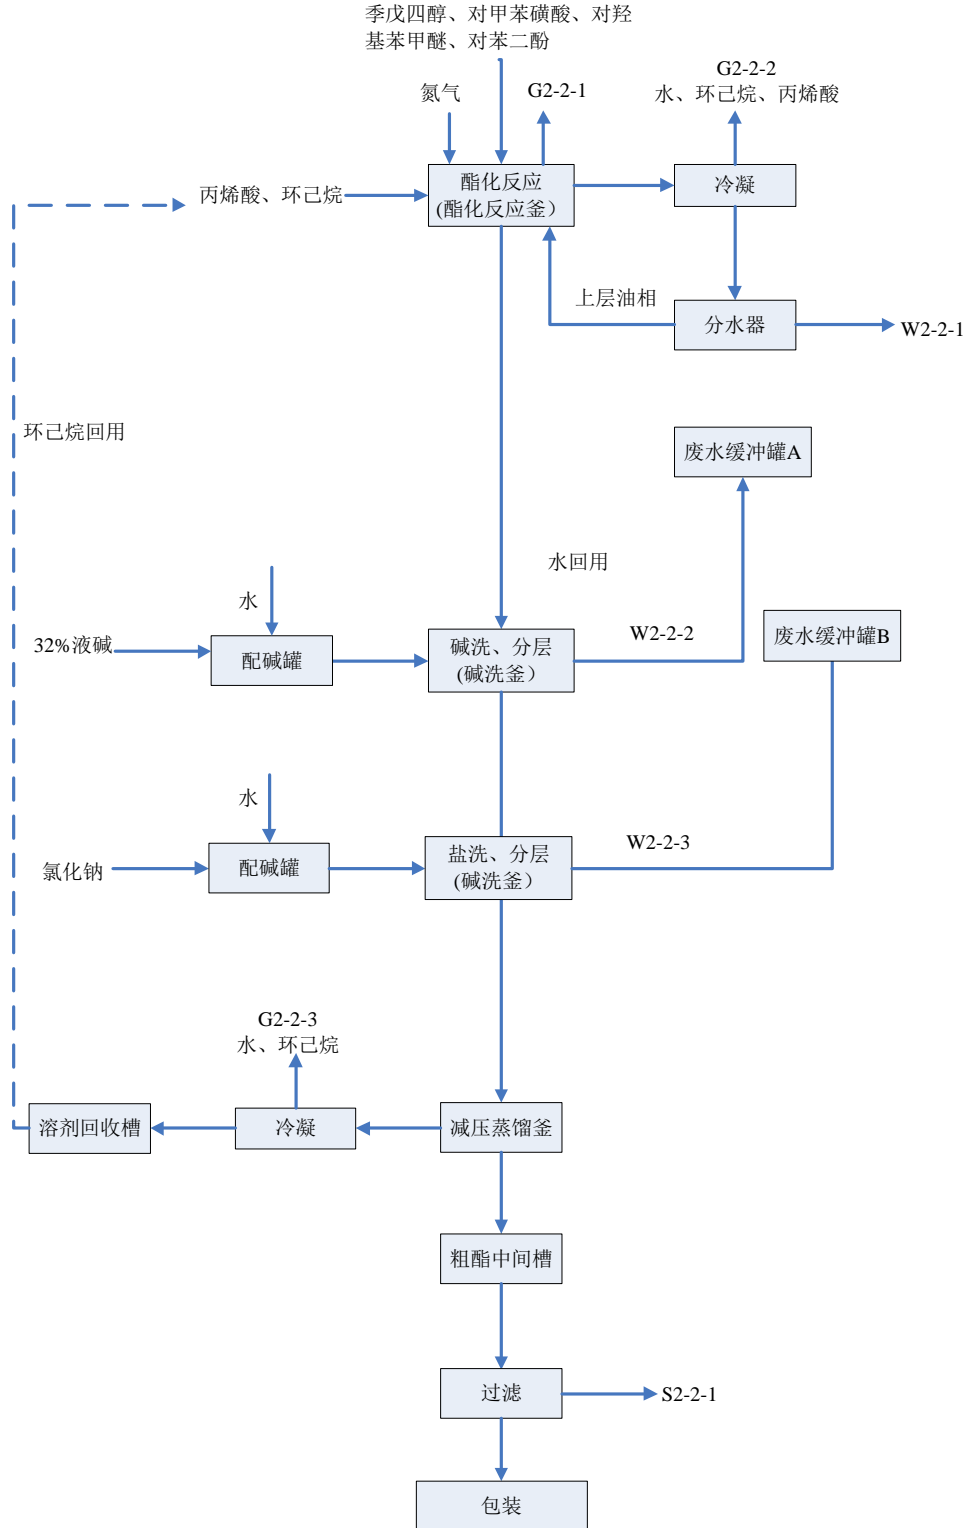 季戊四醇、对甲苯磺酸、对羟
基苯甲醚、对苯二酚
氮气
G2-2-1
G2-2-2
水、环己烷、丙烯酸
丙烯酸、环己烷
酯化反应
(酯化反应釜）
冷凝
上层油相
分水器
W2-2-1
环己烷回用
废水缓冲罐A
水回用
水
32%液碱
配碱罐
碱洗、分层
(碱洗釜）
W2-2-2
废水缓冲罐B
水
氯化钠
配碱罐
盐洗、分层
(碱洗釜）
W2-2-3
G2-2-3
水、环己烷
溶剂回收槽
冷凝
减压蒸馏釜
粗酯中间槽
过滤
S2-2-1
包装